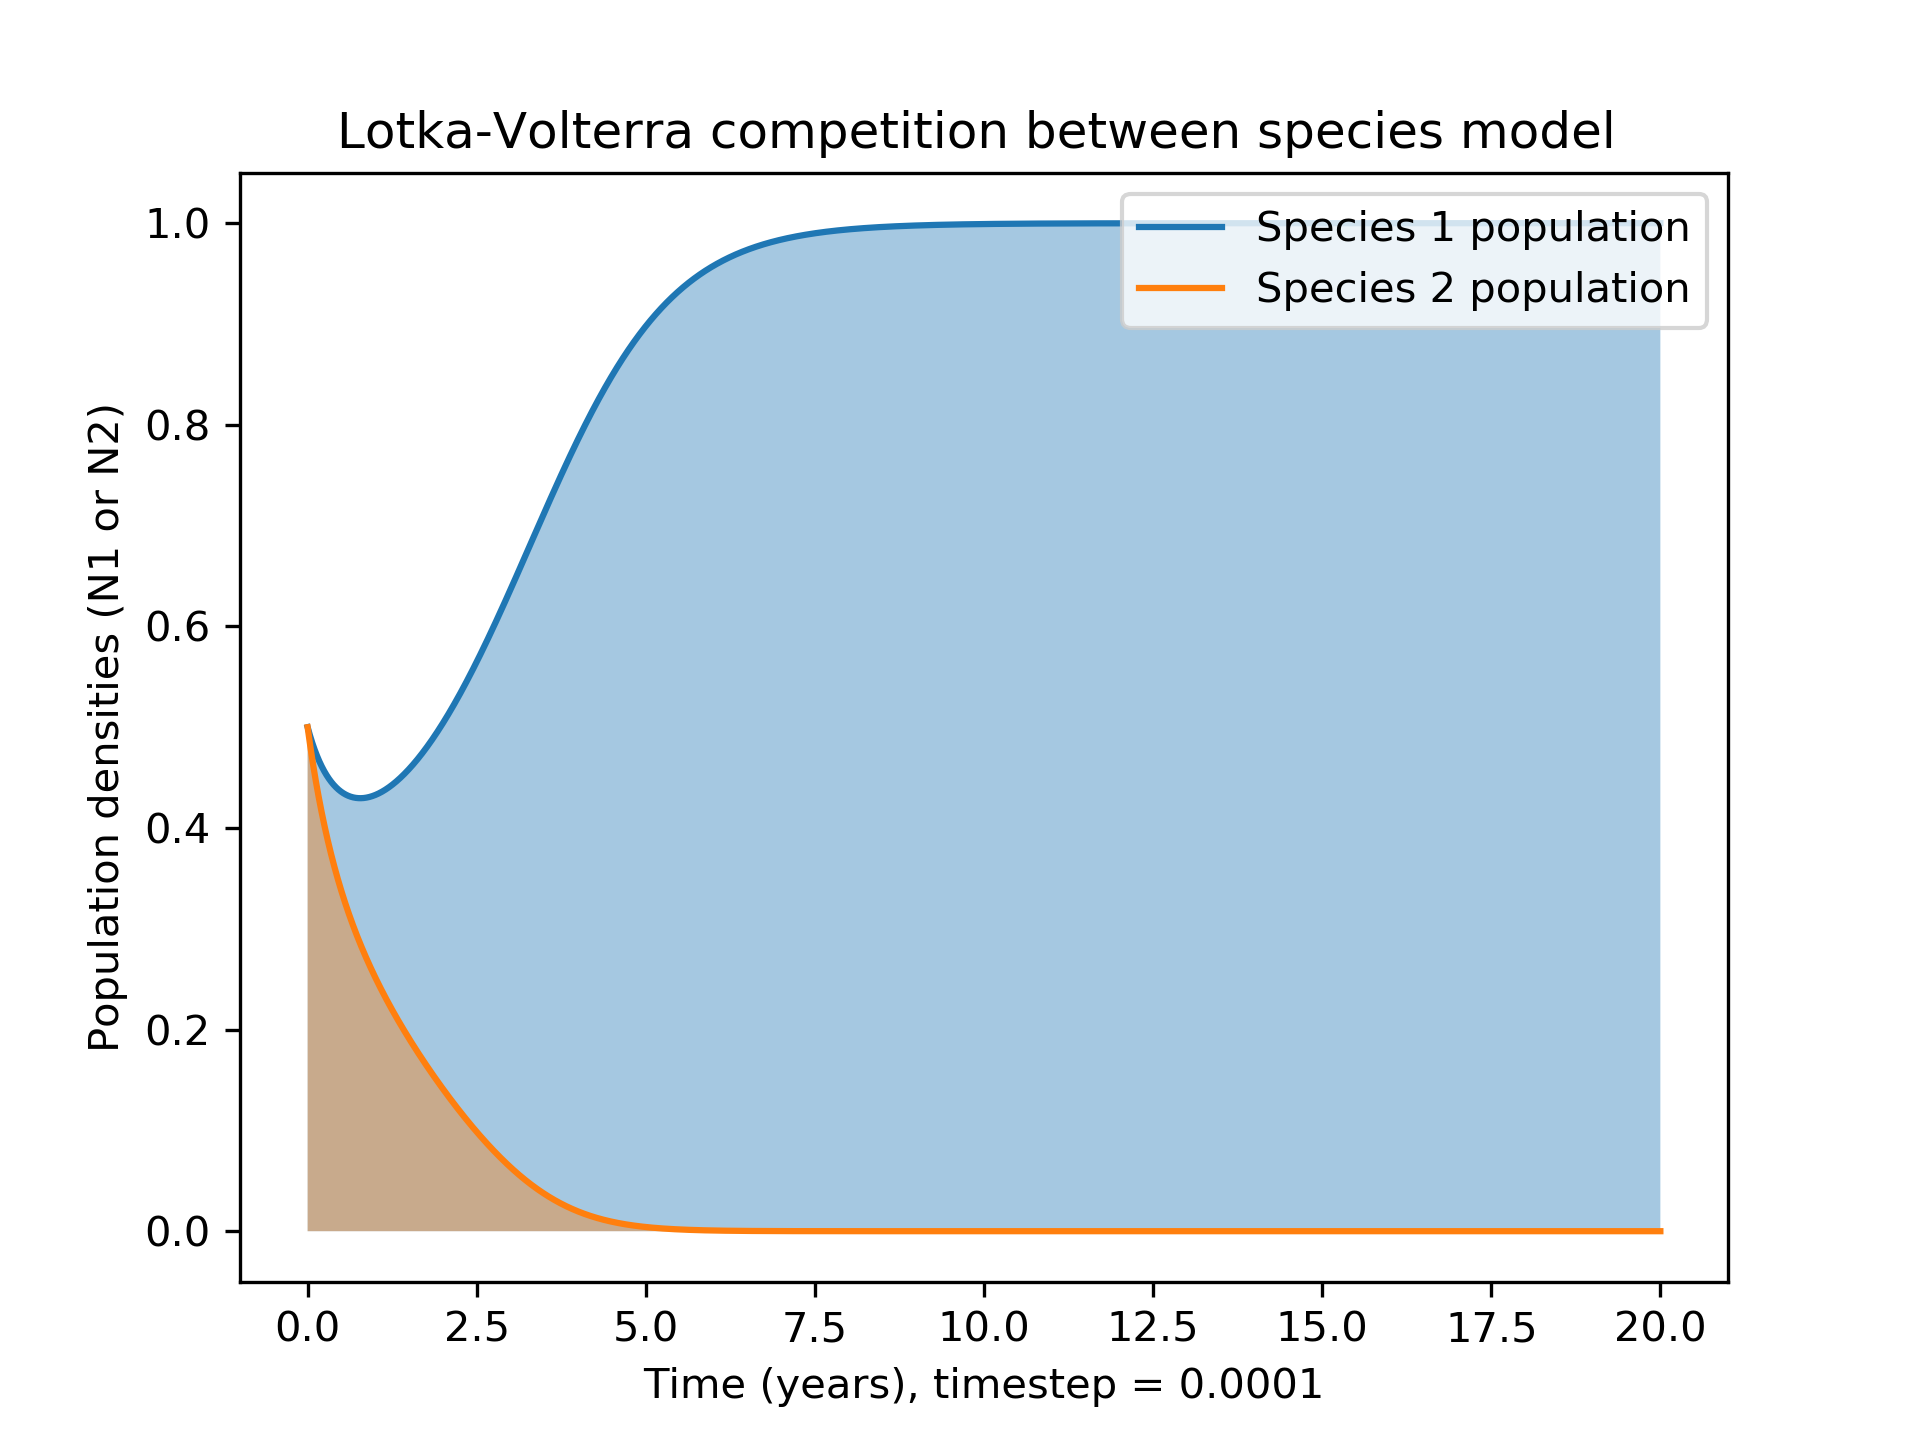 Lotka-Volterra competition between species model
Species 1 population
Species 2 population
Population densities (N1 or N2)
1.0
0.8
0.6
0.4
0.2
0.0
0.0 2.5 5.0 7.5 10.0 12.5 15.0 17.5 20.0
Time (years), timestep = 0.0001